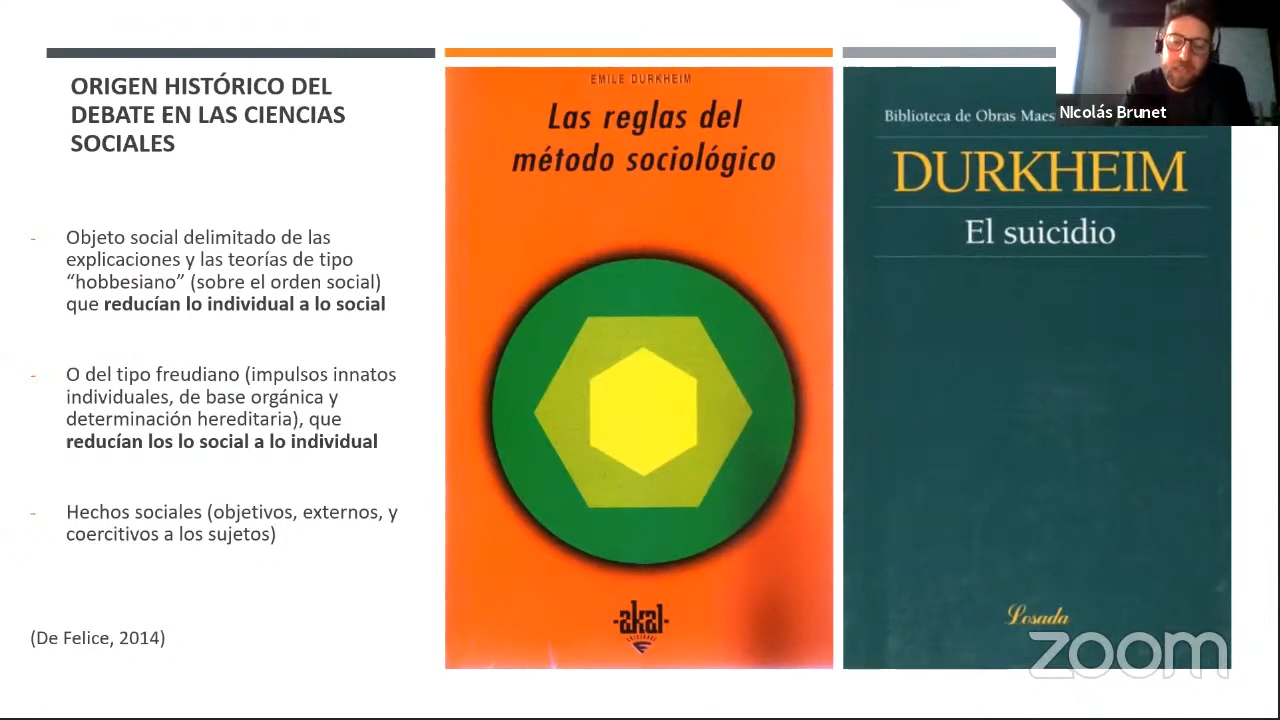 ORIGEN HISTÓRICO DEL
DEBATE EN LAS CIENCIAS
SOCIALES
- Objeto social delimitado de las
explicaciones y las teorías de tipo
“hobbesiano” (sobre el orden social)
que reducían lo individual a lo social
- O del tipo freudiano (impulsos innatos
individuales, de base orgánica y
determinación hereditaria), que
reducían los lo social a lo individual
- Hechos sociales (objetivos, externos, y
coercitivos a los sujetos)
(De Felice, 2014)
EMILE DURKHEIM
Las reglas del
método sociológico
-akal-
EDICIONES
Biblioteca de Obras Maes
DURKHEIM
El suicidio
Losada
NIcolás Brunet
zoom